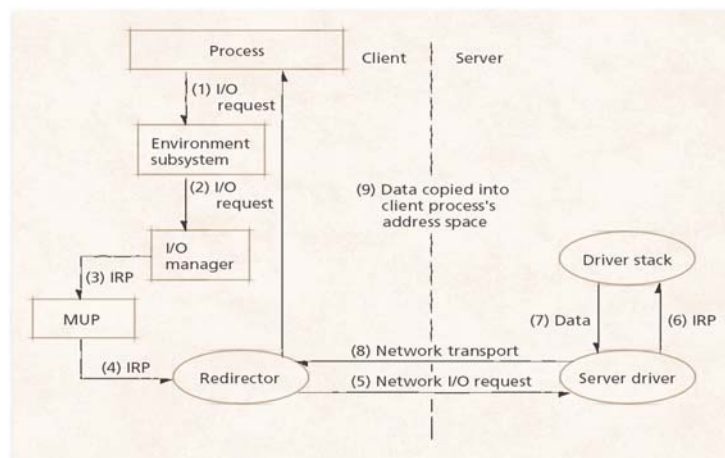 Process
Client
Server
(1) I/O
request
Environment
subsystem
(2) I/O
request
(9) Data copied into
client process's
address space
I/O
manager
(3) IRP
Driver stack
MUP
(7) Data
(6) IRP
(8) Network transport
(4) IRP
Redirector
Server driver
(5) Network I/O request